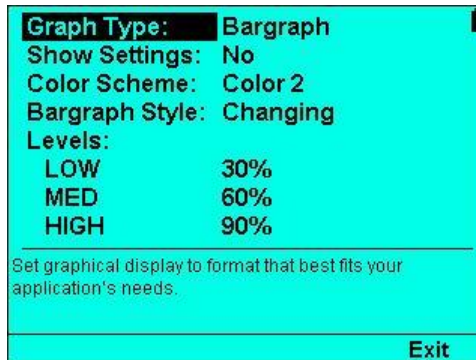 Graph Type: Bargraph
Show Settings: No
Color Scheme: Color 2
Bargraph Style: Changing
Levels:
LOW 30%
MED 60%
HIGH 90%
Set graphical display to format that best fits your
application's needs.
Exit